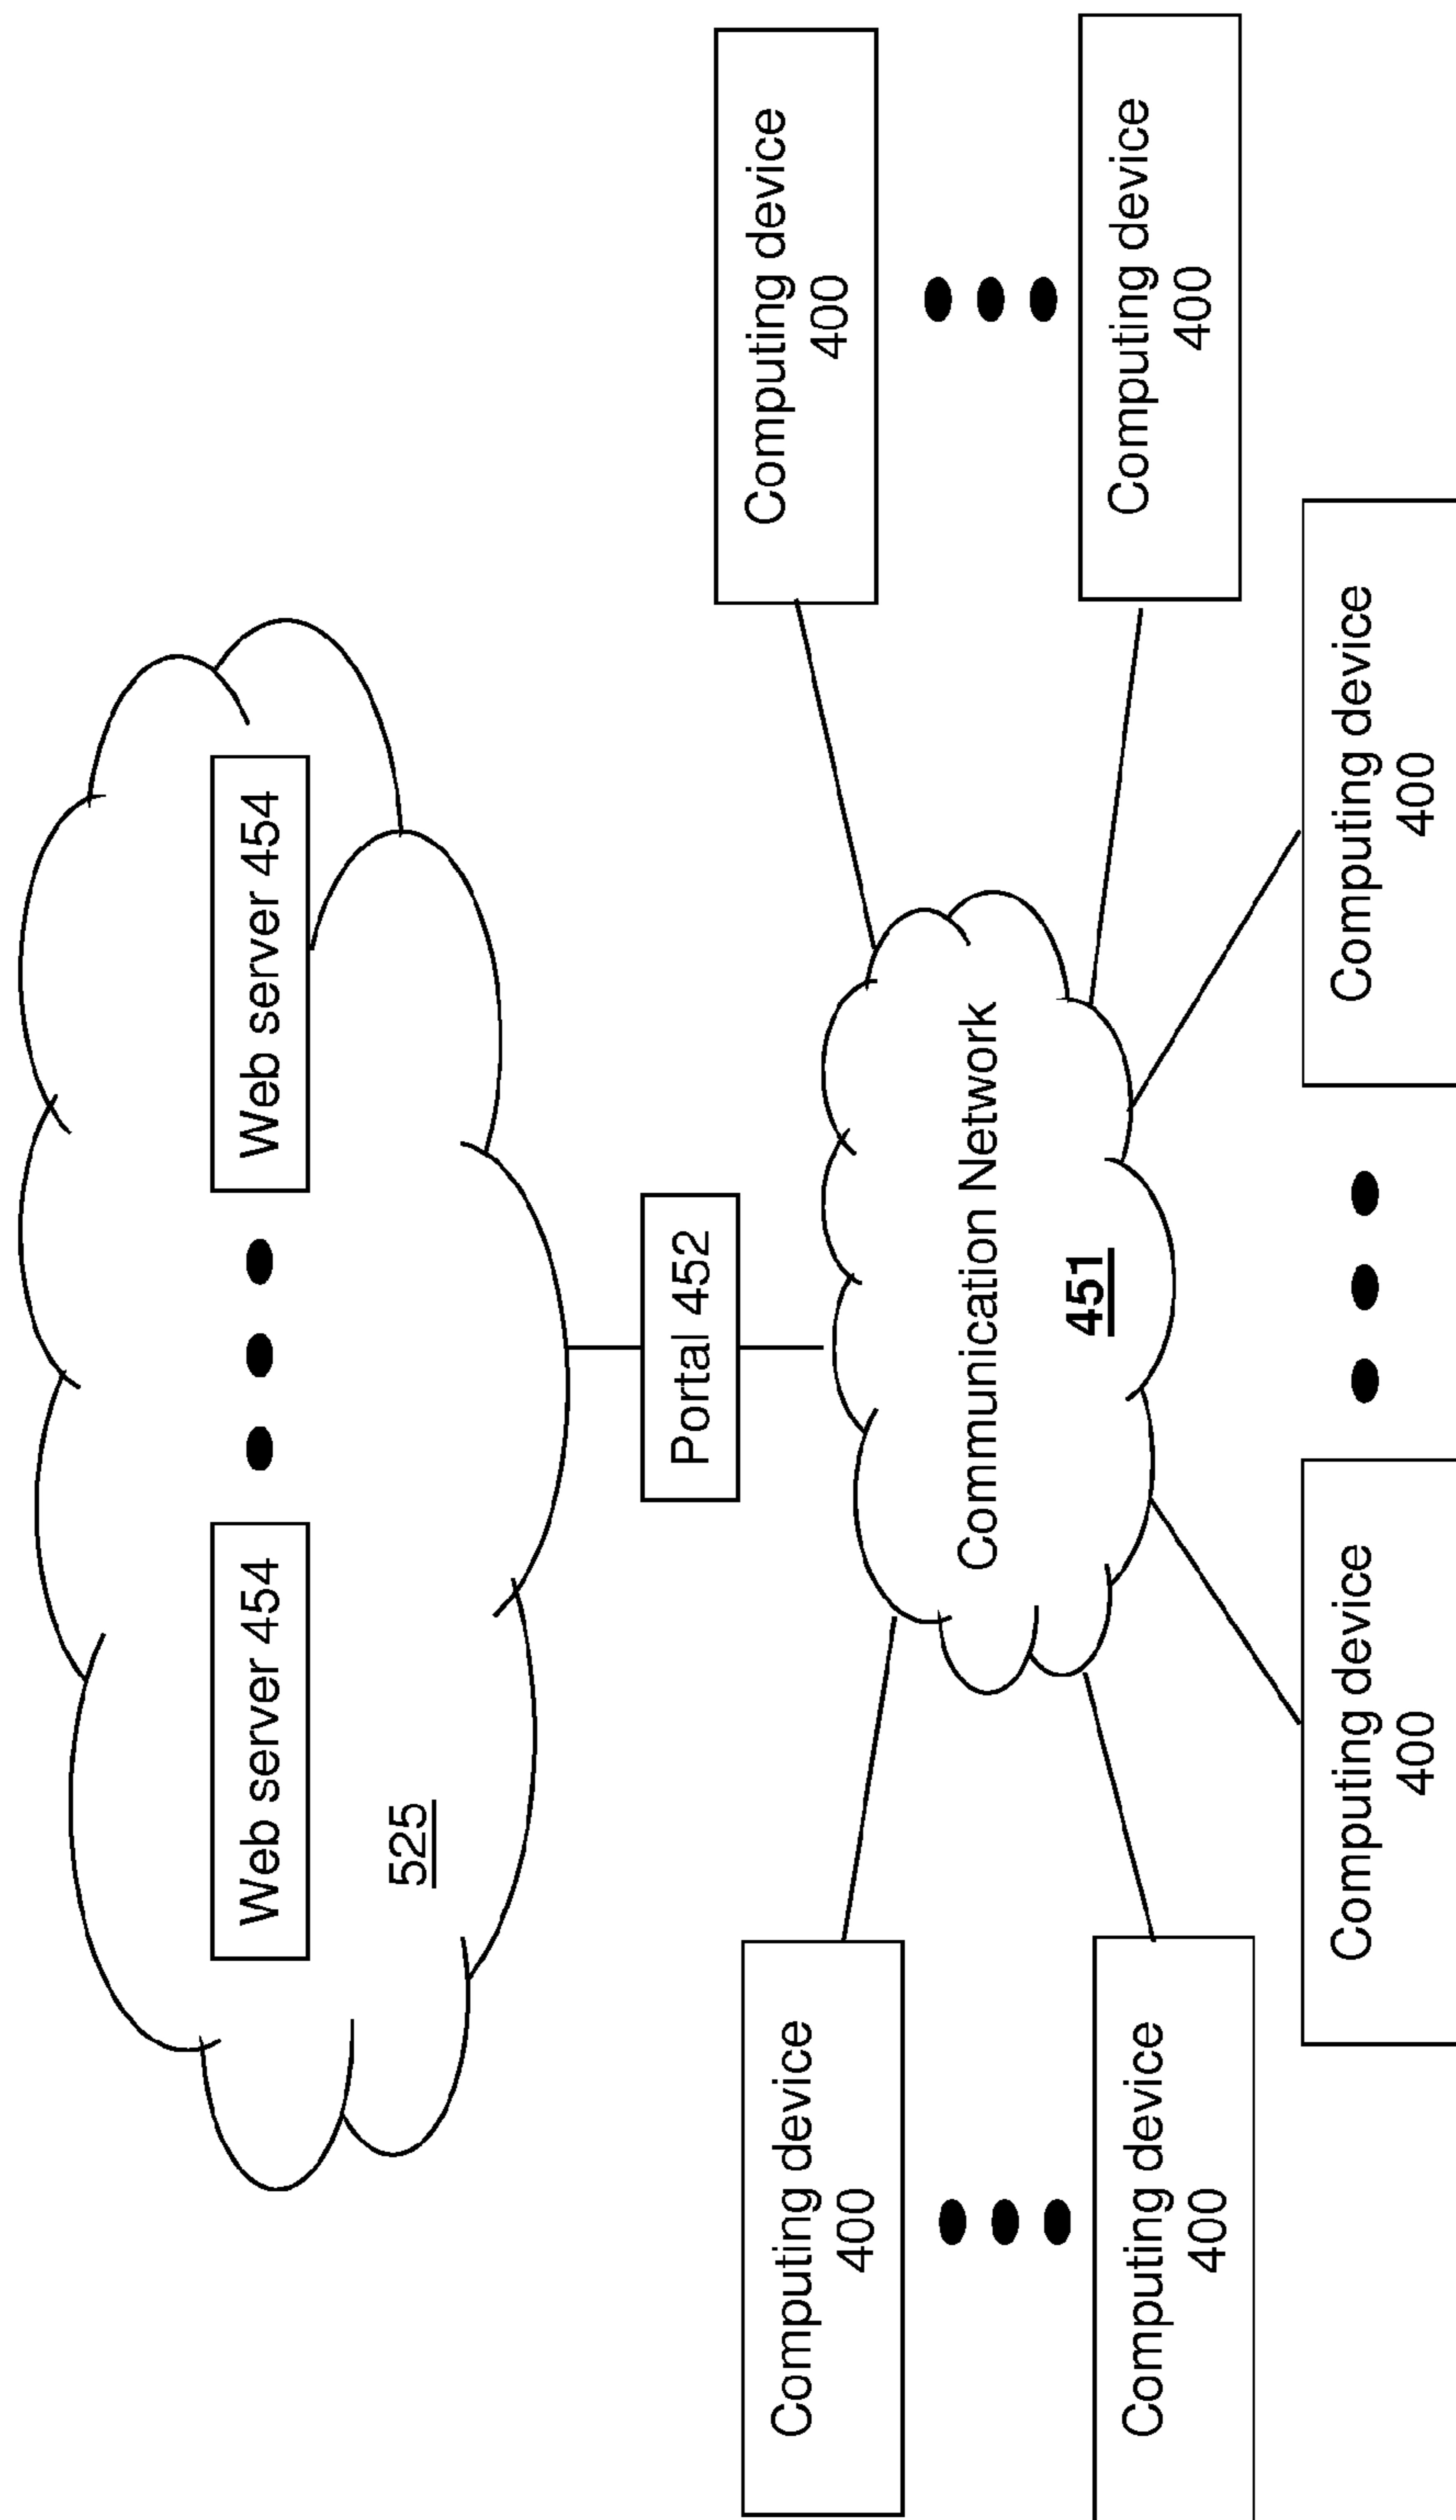 Web server 454
Web server 454
525
Portal 452
Communication Network
451
Computing device
400
Computing device
400
Computing device
400
Computing device
400
Computing device
400
Computing device
400